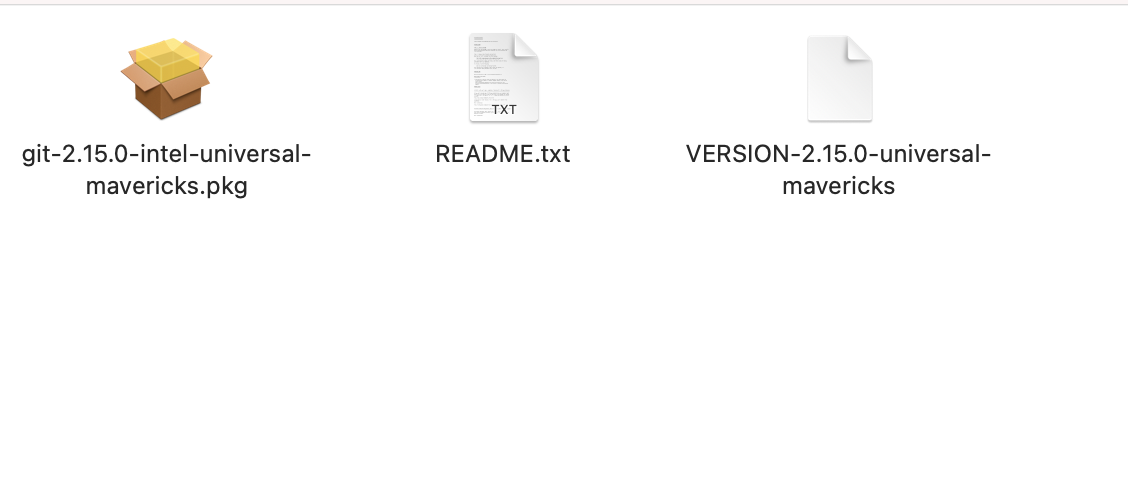 TXT
git-2.15.0-intel-universal-
mavericks.pkg
README.txt
VERSION-2.15.0-universal-
mavericks